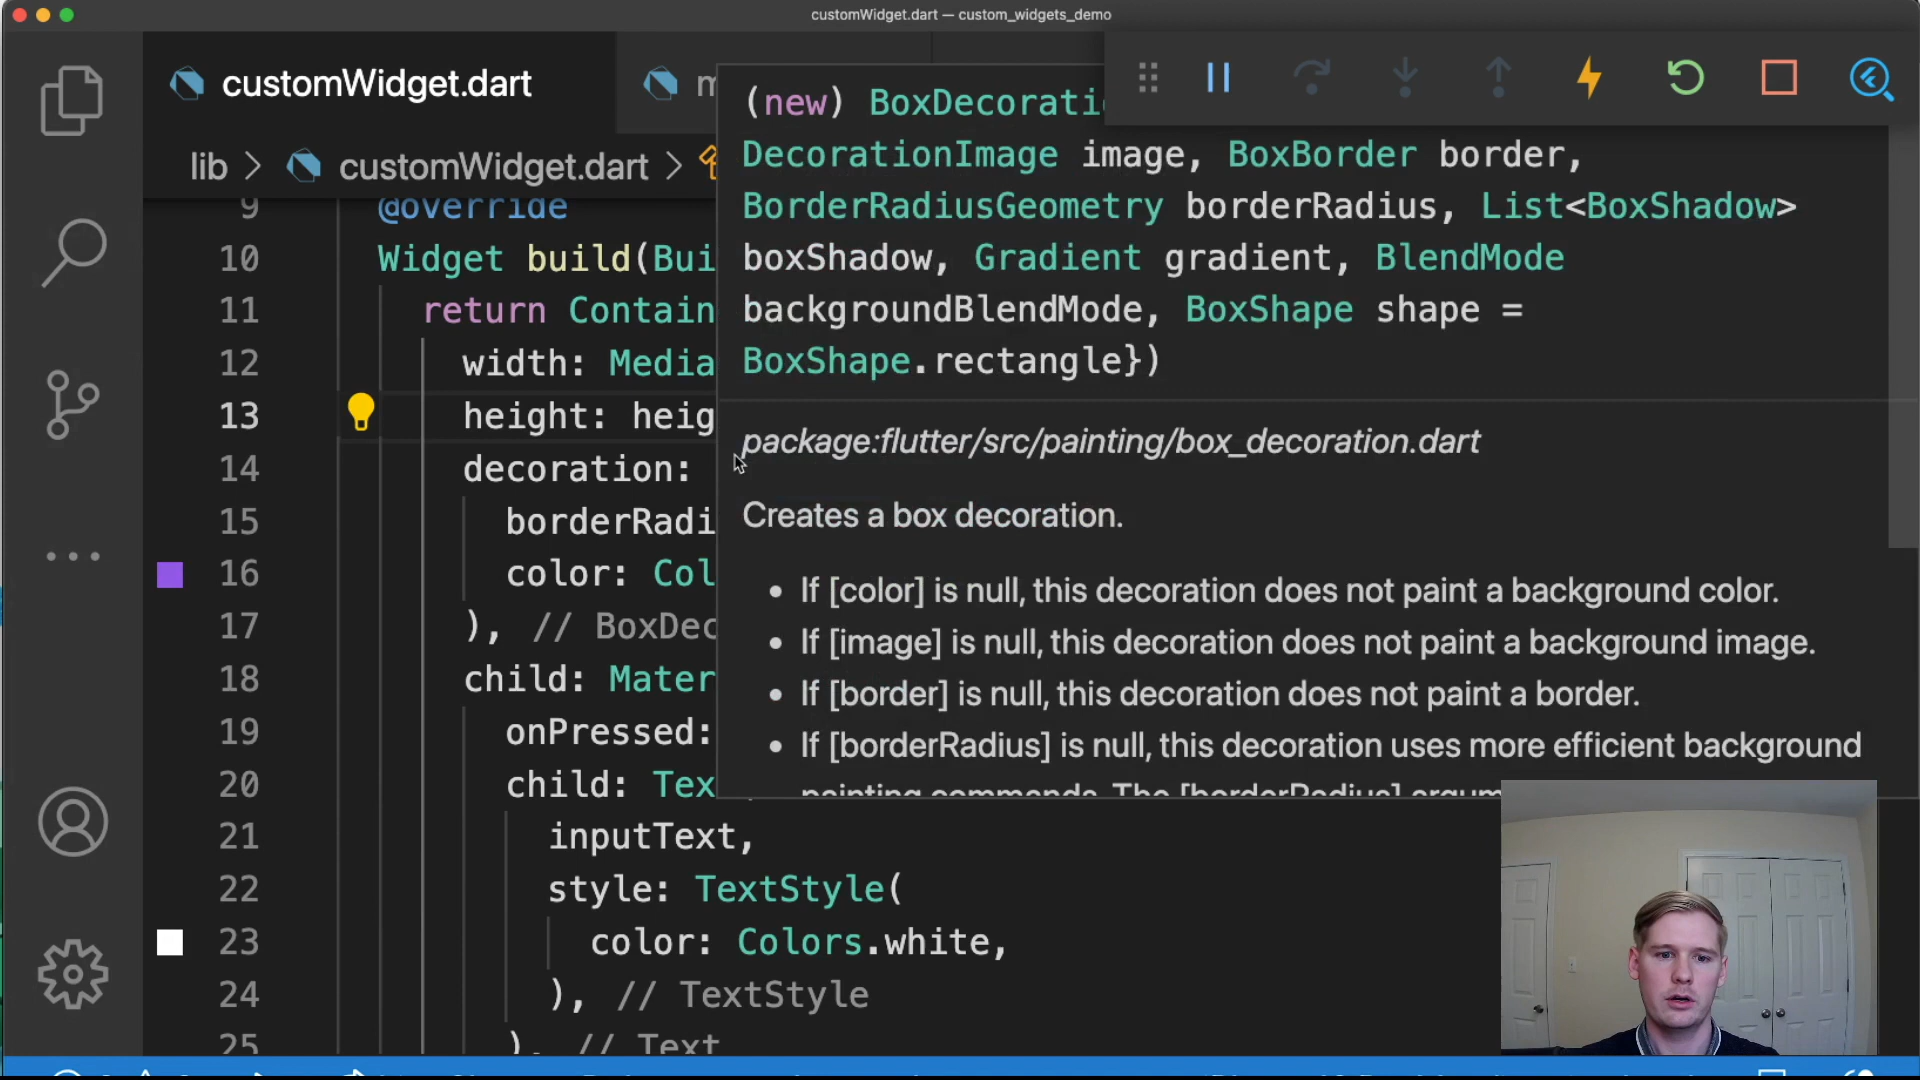 customWidget.dart — custom_widgets_demo
customWidget.dart
m
lib > customWidget.dart >
(new) BoxDecorati
DecorationImage image, BoxBorder border,
BorderRadiusGeometry borderRadius, List<BoxShadow>
boxShadow, Gradient gradient, BlendMode
backgroundBlendMode, BoxShape shape =
BoxShape.rectangle})
package:flutter/src/painting/box_decoration.dart
Creates a box decoration.
• If [color] is null, this decoration does not paint a background color.
• If [image] is null, this decoration does not paint a background image.
• If [border] is null, this decoration does not paint a border.
• If [borderRadius] is null, this decoration uses more efficient background
painting commands. The [borderRadius] argum
9 @override
10 Widget build(Bui
11 return Contain
12 width: Media
13 height: heig
14 decoration:
15 borderRadi
16 color: Col
17 ), // BoxDec
18 child: Mater
19 onPressed:
20 child: Tex
21 inputText,
22 style: TextStyle(
23 color: Colors.white,
24 ), // TextStyle
25 ), // Text